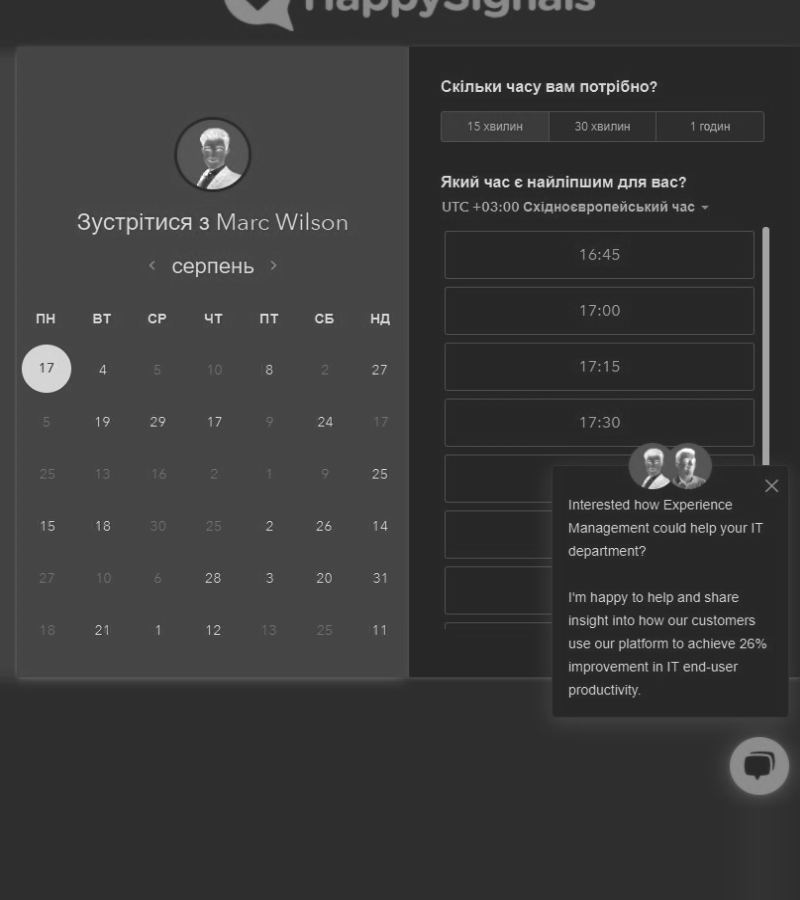 HappySignals
Зустрітися з Marc Wilson
серпень
ПН ВТ СР ЧТ ПТ СБ НД
17 4 5 10 8 2 27
5 19 29 17 9 24 17
25 13 16 2 1 9 25
15 18 30 25 2 26 14
27 10 6 28 3 20 31
18 21 1 12 13 25 11
Скільки часу вам потрібно?
15 хвилин 30 хвилин 1 годин
Який час є найліпшим для вас?
UTC +03:00 Східноєвропейський час
16:45
17:00
17:15
17:30
Interested how Experience
Management could help your IT
department?
I'm happy to help and share
insight into how our customers
use our platform to achieve 26%
improvement in IT end-user
productivity.